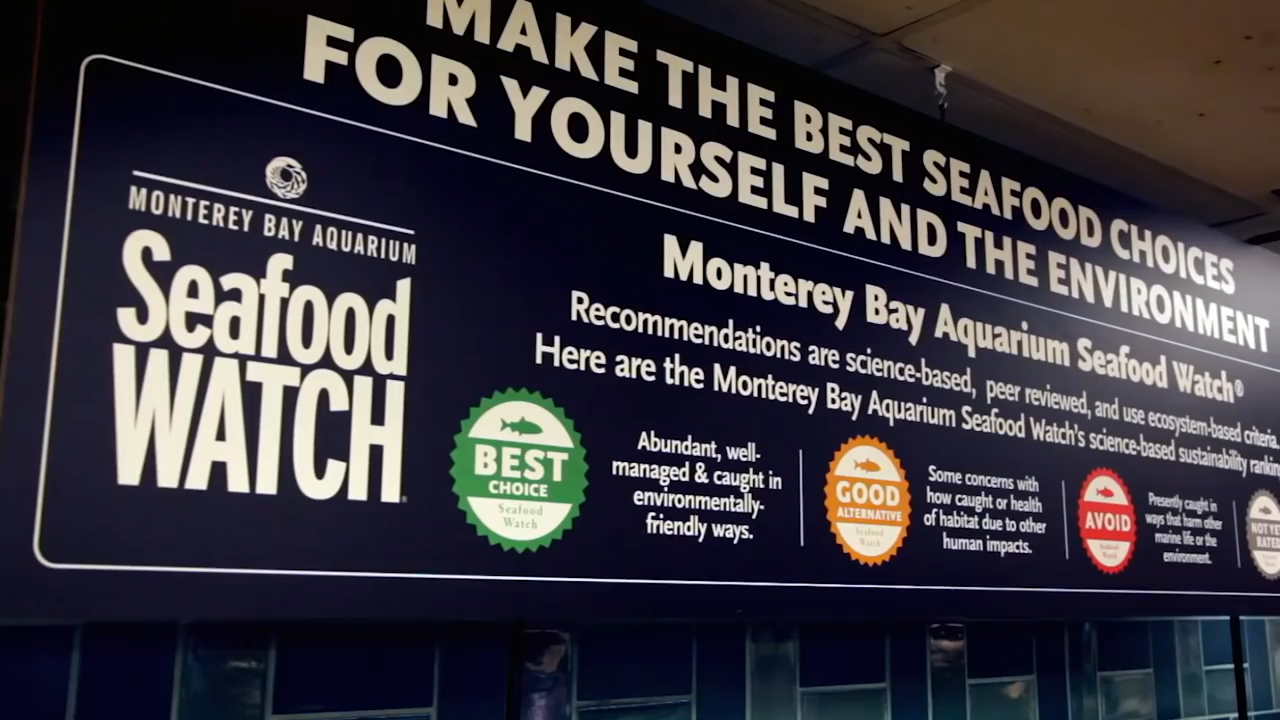 MAKE THE BEST SEAFOOD CHOICES
FOR YOURSELF AND THE ENVIRONMENT
MONTEREY BAY AQUARIUM
Seafood
WATCH
Monterey Bay Aquarium Seafood Watch®
Recommendations are science-based, peer reviewed, and use ecosystem-based criteria.
Here are the Monterey Bay Aquarium Seafood Watch's science-based sustainability rankin
BEST
CHOICE
Seafood
Watch
Abundant, well-
managed & caught in
environmentally-
friendly ways.
GOOD
ALTERNATIVE
Seafood
Watch
Some concerns with
how caught or health
of habitat due to other
human impacts.
AVOID
Seafood
Watch
Presently caught in
ways that harm other
marine life or the
environment.
NOT YE
RATED